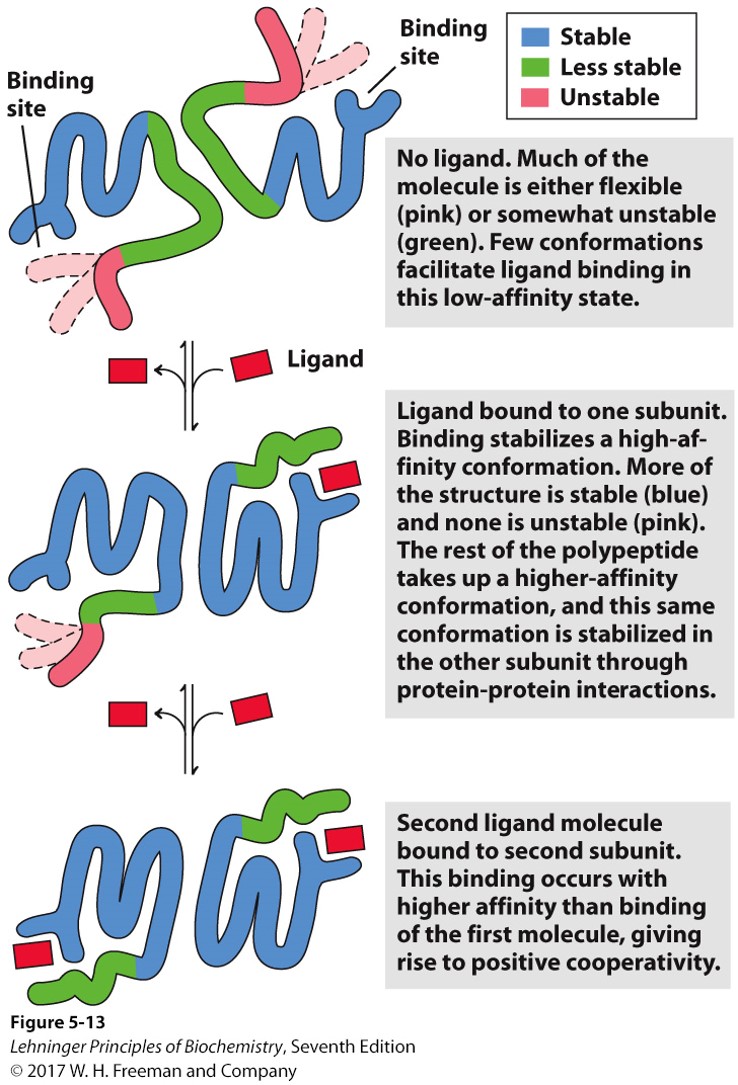 Binding
site
Binding
site
Stable
Less stable
Unstable
No ligand. Much of the
molecule is either flexible
(pink) or somewhat unstable
(green). Few conformations
facilitate ligand binding in
this low-affinity state.
Ligand
Ligand bound to one subunit.
Binding stabilizes a high-af-
finity conformation. More of
the structure is stable (blue)
and none is unstable (pink).
The rest of the polypeptide
takes up a higher-affinity
conformation, and this same
conformation is stabilized in
the other subunit through
protein-protein interactions.
Second ligand molecule
bound to second subunit.
This binding occurs with
higher affinity than binding
of the first molecule, giving
rise to positive cooperativity.
Figure 5-13
Lehninger Principles of Biochemistry, Seventh Edition
© 2017 W. H. Freeman and Company